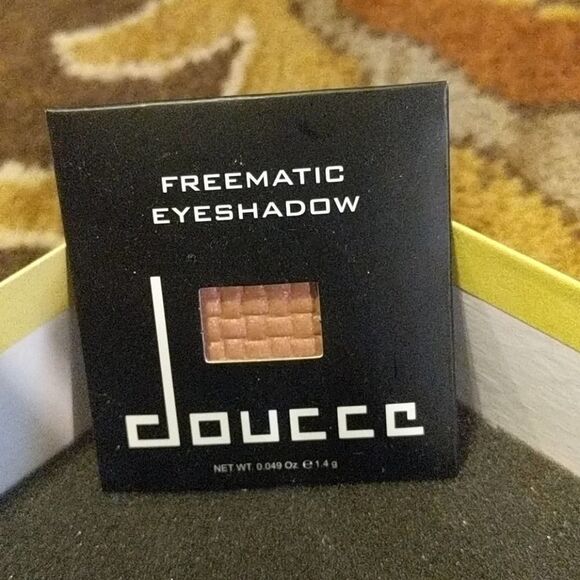 FREEMATIC
EYESHADOW
doucce
NET WT. 0.049 Oz. ℮ 1.4 g